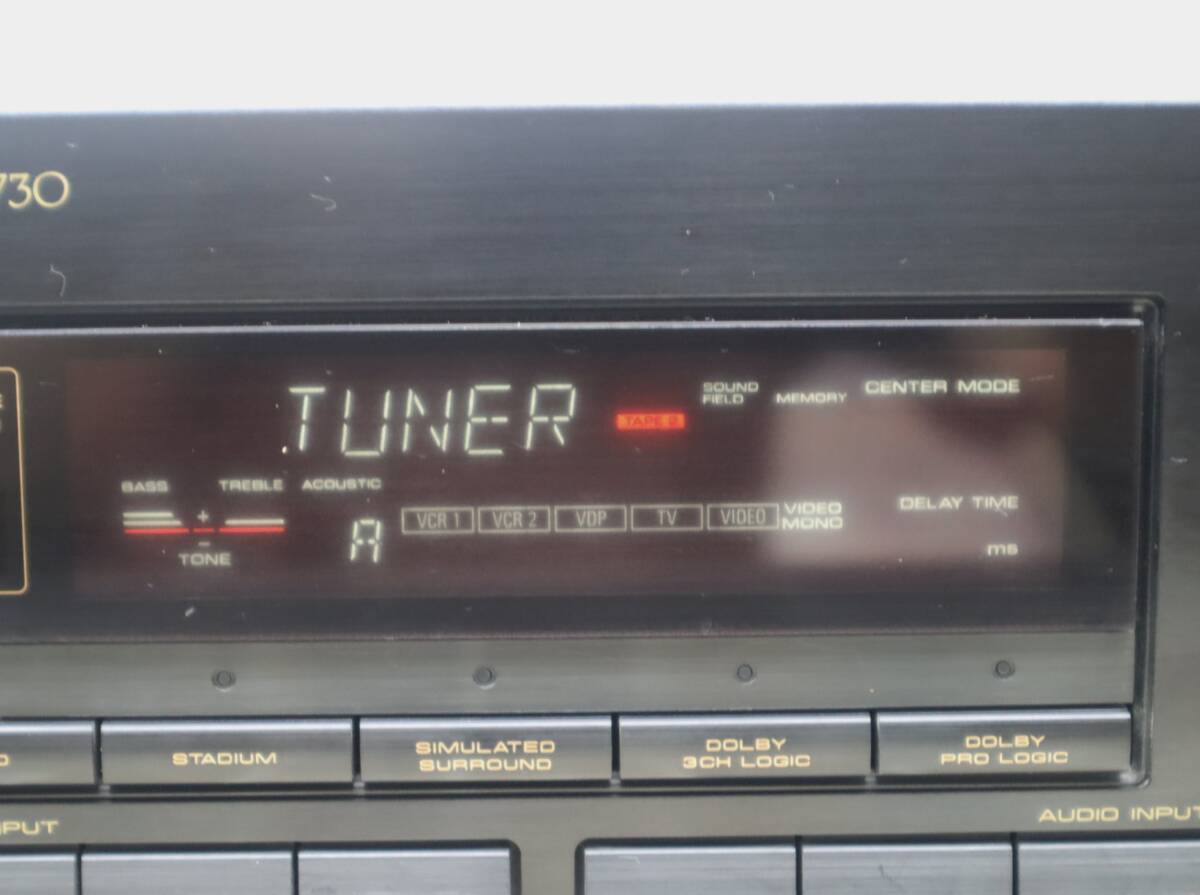 730
TUNER
TAPE 2
SOUND
FIELD
MEMORY
CENTER MODE
BASS
TREBLE
ACOUSTIC
+
−
TONE
A
VCR 1
VCR 2
VDP
TV
VIDEO
VIDEO
MONO
DELAY TIME
ms
STADIUM
SIMULATED
SURROUND
DOLBY
3CH LOGIC
DOLBY
PRO LOGIC
AUDIO INPUT